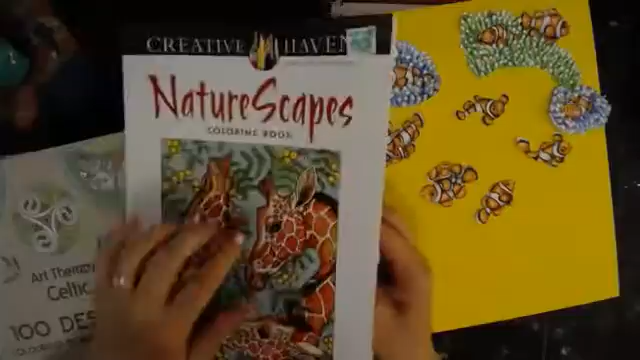 CREATIVE HAVEN
NatureScapes
COLORING BOOK
Art Therapy
Celtic
100 DES